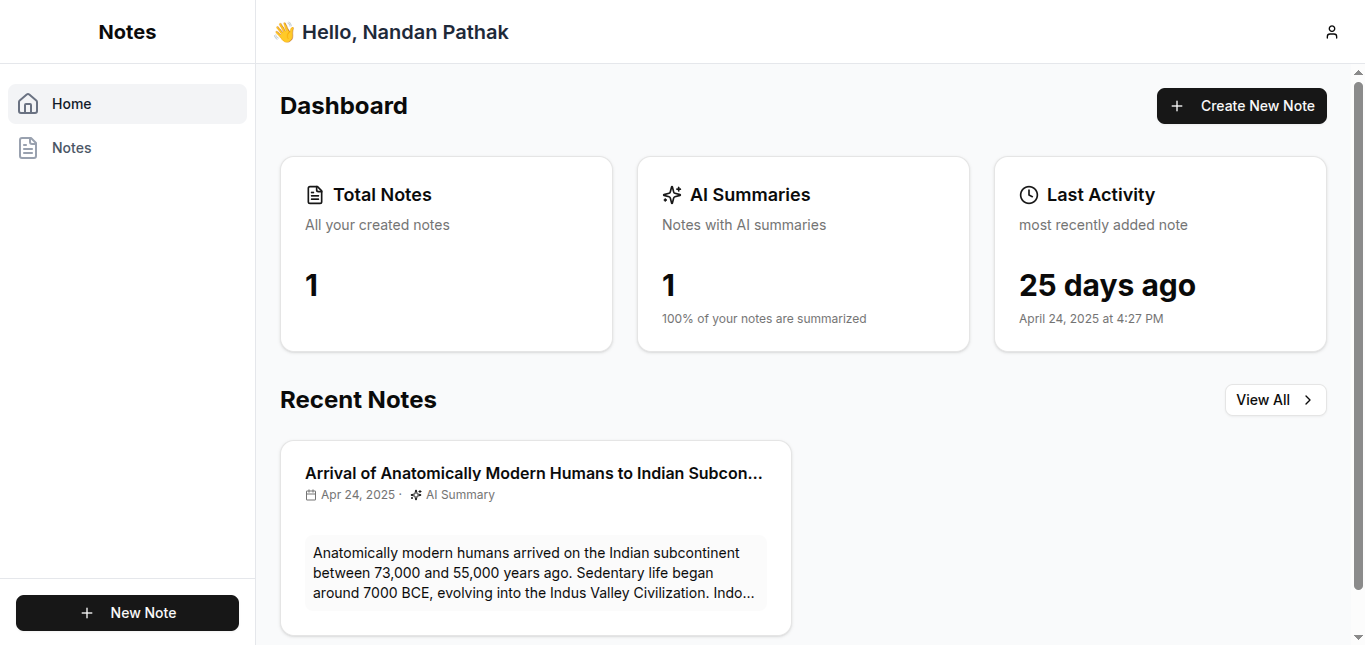 Notes
👋 Hello, Nandan Pathak
Home
Notes
Dashboard
Create New Note
Total Notes
All your created notes
1
AI Summaries
Notes with AI summaries
1
100% of your notes are summarized
Last Activity
most recently added note
25 days ago
April 24, 2025 at 4:27 PM
Recent Notes
View All
Arrival of Anatomically Modern Humans to Indian Subcon...
Apr 24, 2025 · AI Summary
Anatomically modern humans arrived on the Indian subcontinent
between 73,000 and 55,000 years ago. Sedentary life began
around 7000 BCE, evolving into the Indus Valley Civilization. Indo...
New Note